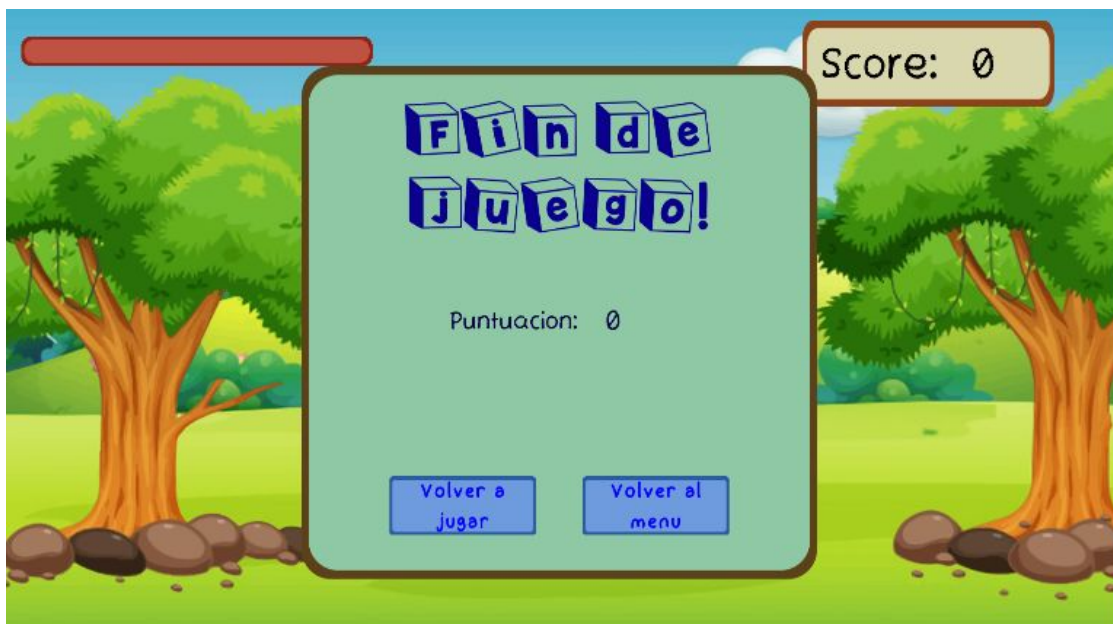 Score: 0
Fin de
juego!
Puntuacion: 0
Volver a
jugar
Volver al
menu